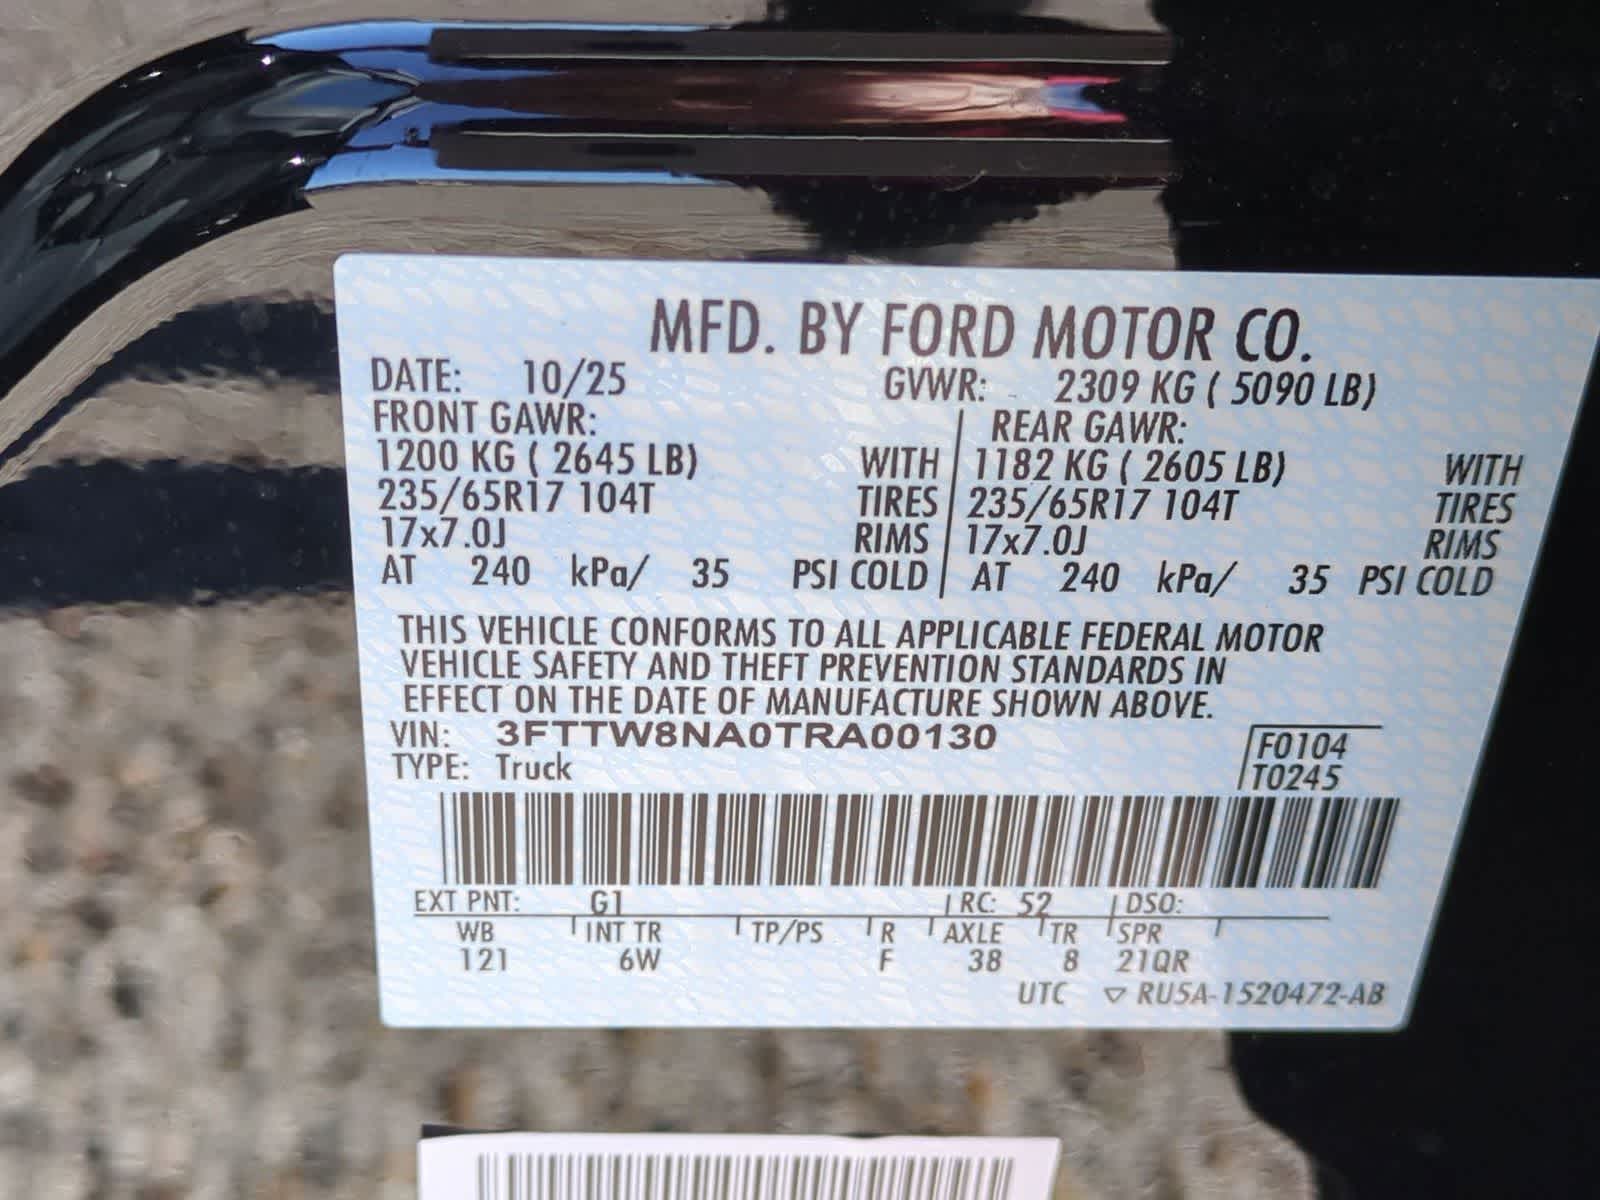 MFD. BY FORD MOTOR CO.
DATE: 10/25 GVWR: 2309 KG ( 5090 LB)
FRONT GAWR: REAR GAWR:
1200 KG ( 2645 LB) WITH 1182 KG ( 2605 LB) WITH
235/65R17 104T TIRES 235/65R17 104T TIRES
17x7.0J RIMS 17x7.0J RIMS
AT 240 kPa/ 35 PSI COLD AT 240 kPa/ 35 PSI COLD
THIS VEHICLE CONFORMS TO ALL APPLICABLE FEDERAL MOTOR
VEHICLE SAFETY AND THEFT PREVENTION STANDARDS IN
EFFECT ON THE DATE OF MANUFACTURE SHOWN ABOVE.
VIN: 3FTTW8NA0TRA00130 F0104
TYPE: Truck T0245
EXT PNT: G1 RC: 52 DSO:
WB INT TR TP/PS R AXLE TR SPR
121 6W F 38 8 21QR
UTC ▽ RU5A-1520472-AB